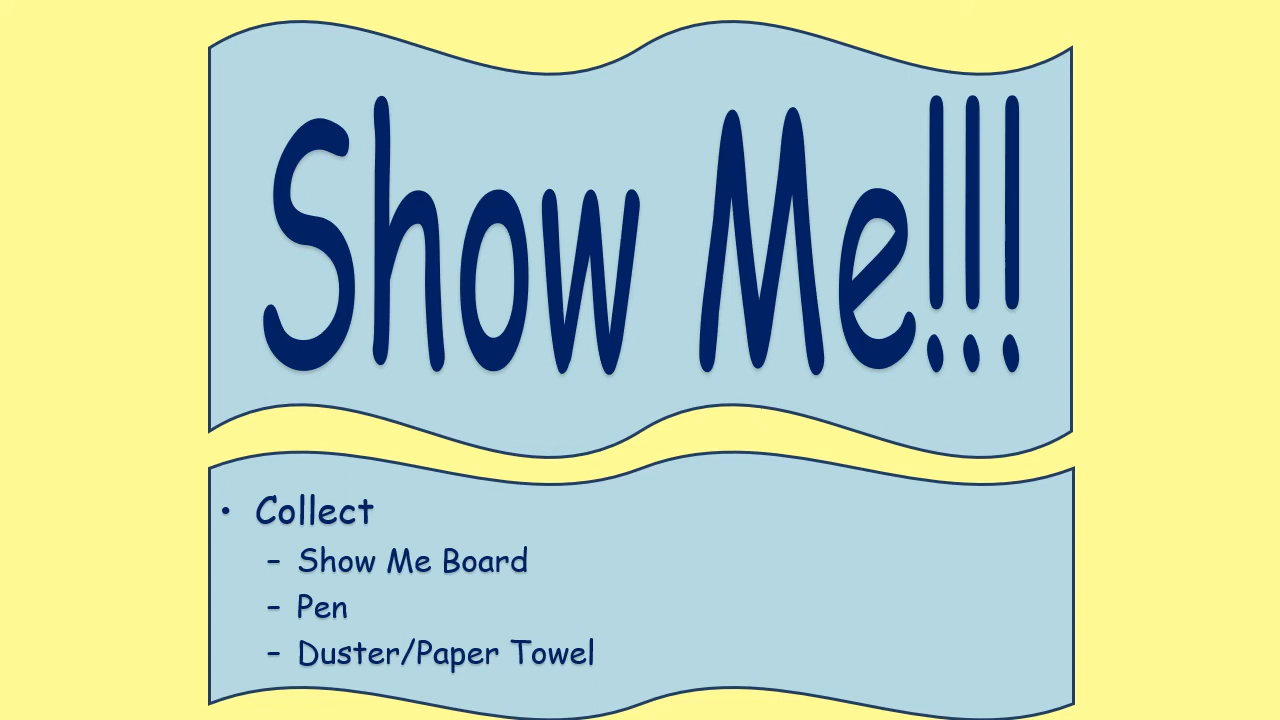 Show Me!!!
• Collect
– Show Me Board
– Pen
– Duster/Paper Towel